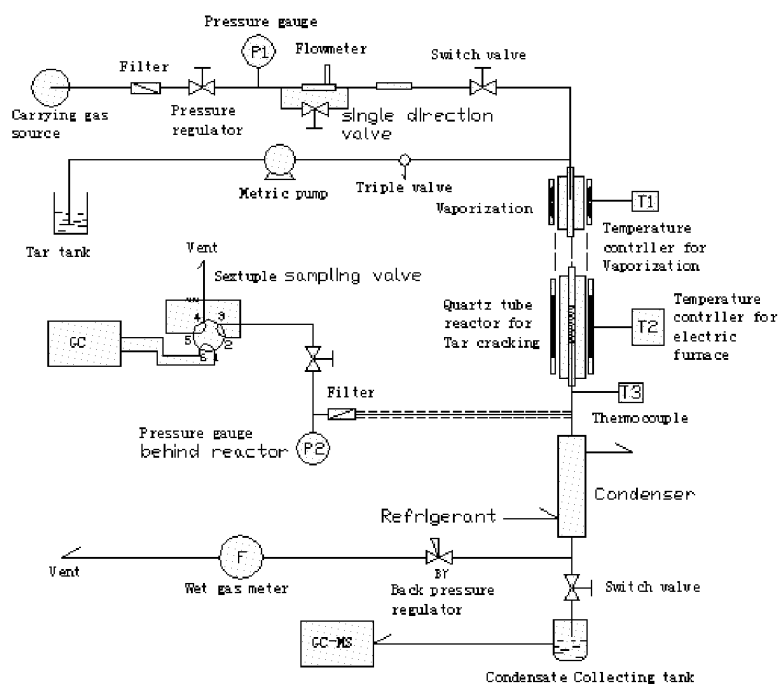 Pressure gauge
P1
Flowmeter
Switch valve
Filter
Carrying gas
source
Pressure
regulator
single direction
valve
Metric pump
Triple valve
Tar tank
Vaporization
T1
Temperature
contrller for
Vaporization
Vent
Sextuple sampling valve
4
3
5
2
6
1
GC
Quartz tube
reactor for
Tar cracking
T2
Temperature
contrller for
electric
furnace
Filter
T3
Thermocouple
Pressure gauge
behind reactor
P2
Condenser
Refrigerant
Vent
F
Wet gas meter
BY
Back pressure
regulator
Switch valve
GC-MS
Condensate Collecting tank